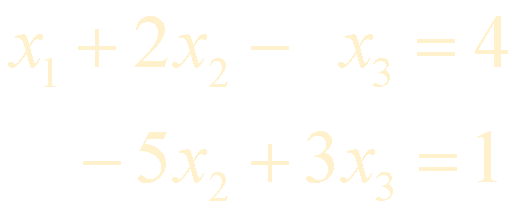 x₁ + 2x₂ − x₃ = 4
− 5x₂ + 3x₃ = 1